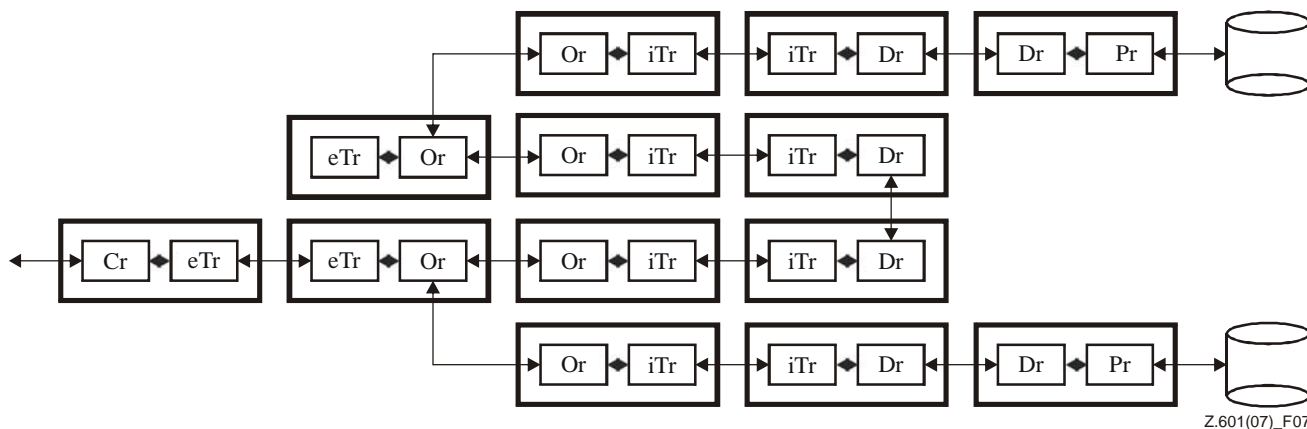 Or iTr iTr Dr Dr Pr
eTr Or Or iTr iTr Dr
Cr eTr eTr Or Or iTr iTr Dr
Or iTr iTr Dr Dr Pr
Z.601(07)_F07